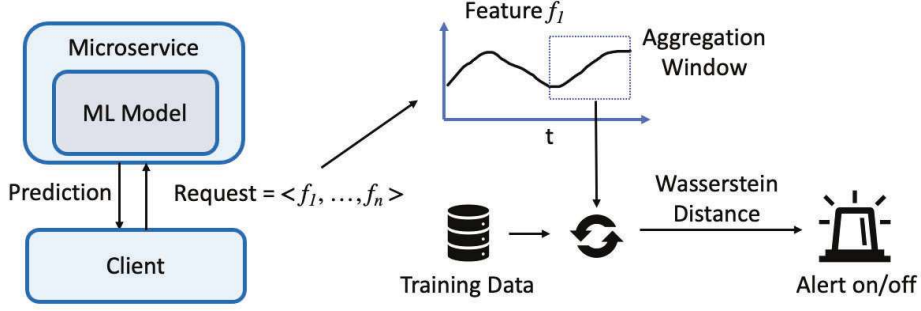 Microservice
ML Model
Prediction
Request = <f₁, …,fₙ>
Client
Feature f₁
Aggregation
Window
t
Wasserstein
Distance
Training Data
Alert on/off